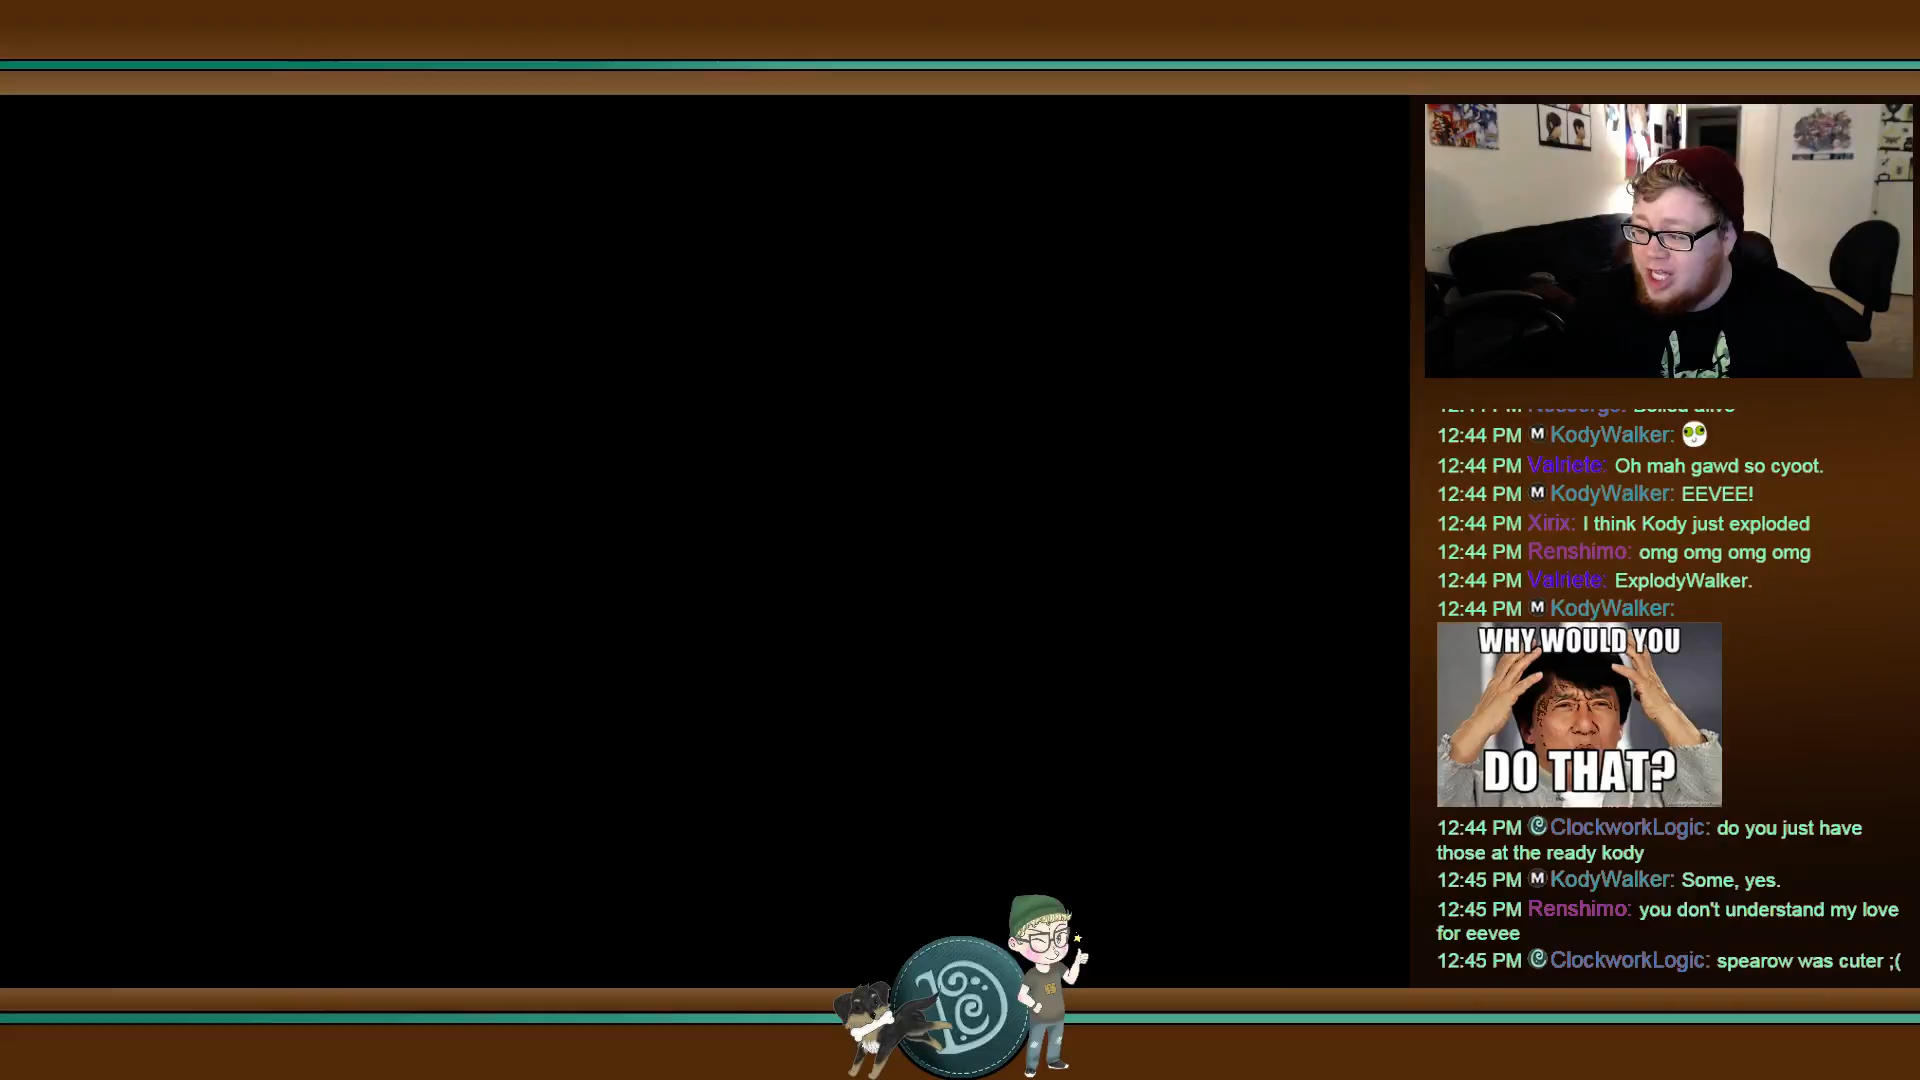 12:44 PM M KodyWalker:
12:44 PM Valriete: Oh mah gawd so cyoot.
12:44 PM M KodyWalker: EEVEE!
12:44 PM Xirix: I think Kody just exploded
12:44 PM Renshimo: omg omg omg omg
12:44 PM Valriete: ExplodyWalker.
12:44 PM M KodyWalker:
WHY WOULD YOU
DO THAT?
12:44 PM ClockworkLogic: do you just have
those at the ready kody
12:45 PM M KodyWalker: Some, yes.
12:45 PM Renshimo: you don't understand my love
for eevee
12:45 PM ClockworkLogic: spearow was cuter ;(